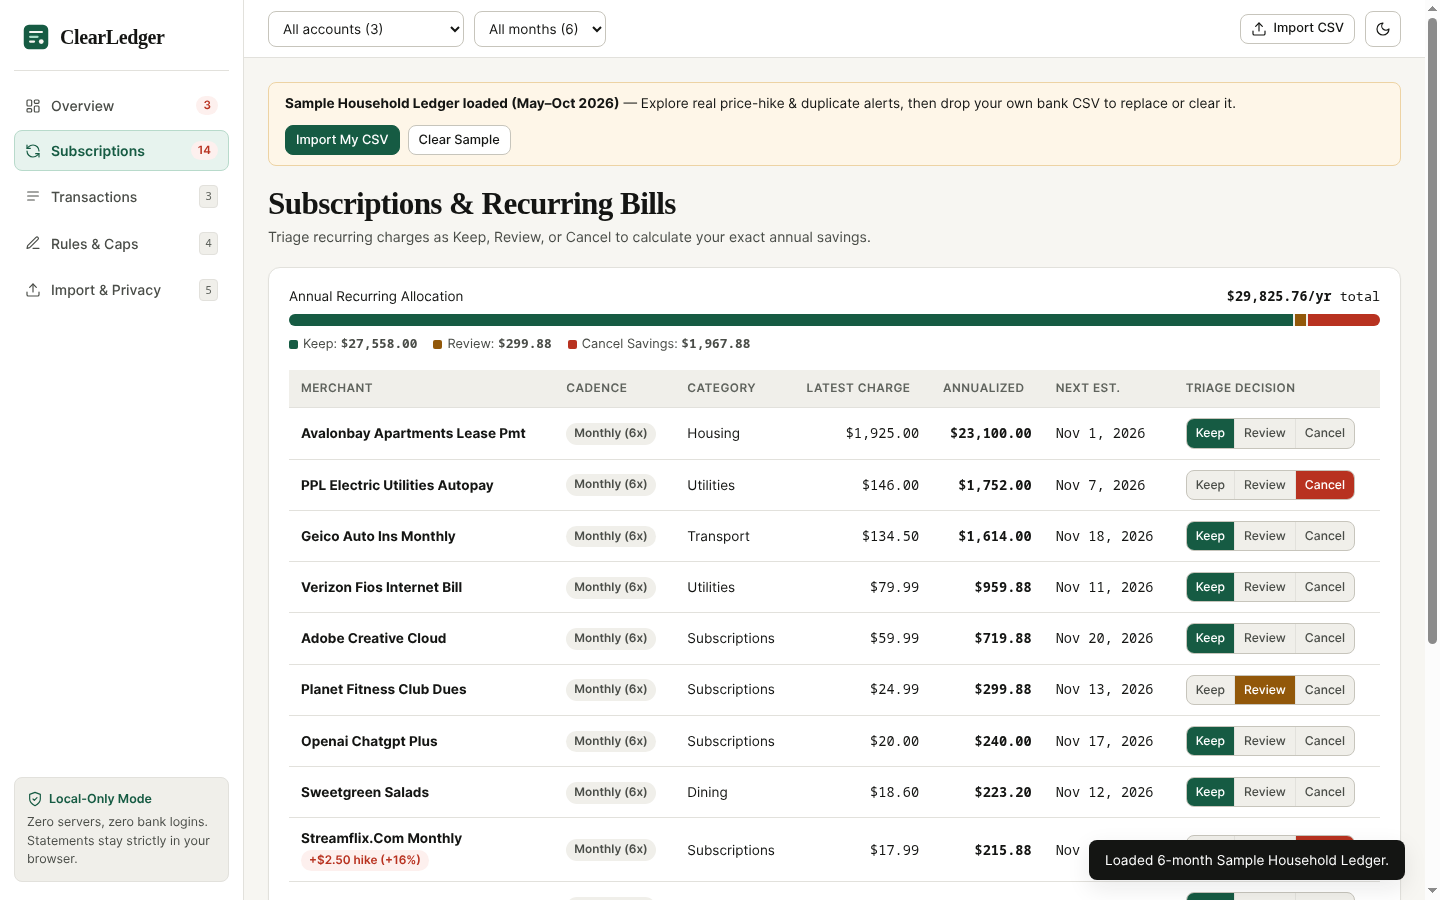 ClearLedger
Overview 3
Subscriptions 14
Transactions 3
Rules & Caps 4
Import & Privacy 5
Local-Only Mode
Zero servers, zero bank logins.
Statements stay strictly in your
browser.
All accounts (3) All months (6) Import CSV
Sample Household Ledger loaded (May–Oct 2026) — Explore real price-hike & duplicate alerts, then drop your own bank CSV to replace or clear it.
Import My CSV Clear Sample
Subscriptions & Recurring Bills
Triage recurring charges as Keep, Review, or Cancel to calculate your exact annual savings.
Annual Recurring Allocation $29,825.76/yr total
Keep: $27,558.00 Review: $299.88 Cancel Savings: $1,967.88
MERCHANT CADENCE CATEGORY LATEST CHARGE ANNUALIZED NEXT EST. TRIAGE DECISION
Avalonbay Apartments Lease Pmt Monthly (6x) Housing $1,925.00 $23,100.00 Nov 1, 2026 Keep Review Cancel
PPL Electric Utilities Autopay Monthly (6x) Utilities $146.00 $1,752.00 Nov 7, 2026 Keep Review Cancel
Geico Auto Ins Monthly Monthly (6x) Transport $134.50 $1,614.00 Nov 18, 2026 Keep Review Cancel
Verizon Fios Internet Bill Monthly (6x) Utilities $79.99 $959.88 Nov 11, 2026 Keep Review Cancel
Adobe Creative Cloud Monthly (6x) Subscriptions $59.99 $719.88 Nov 20, 2026 Keep Review Cancel
Planet Fitness Club Dues Monthly (6x) Subscriptions $24.99 $299.88 Nov 13, 2026 Keep Review Cancel
Openai Chatgpt Plus Monthly (6x) Subscriptions $20.00 $240.00 Nov 17, 2026 Keep Review Cancel
Sweetgreen Salads Monthly (6x) Dining $18.60 $223.20 Nov 12, 2026 Keep Review Cancel
Streamflix.Com Monthly Monthly (6x) Subscriptions $17.99 $215.88 Nov
+$2.50 hike (+16%)
Loaded 6-month Sample Household Ledger.